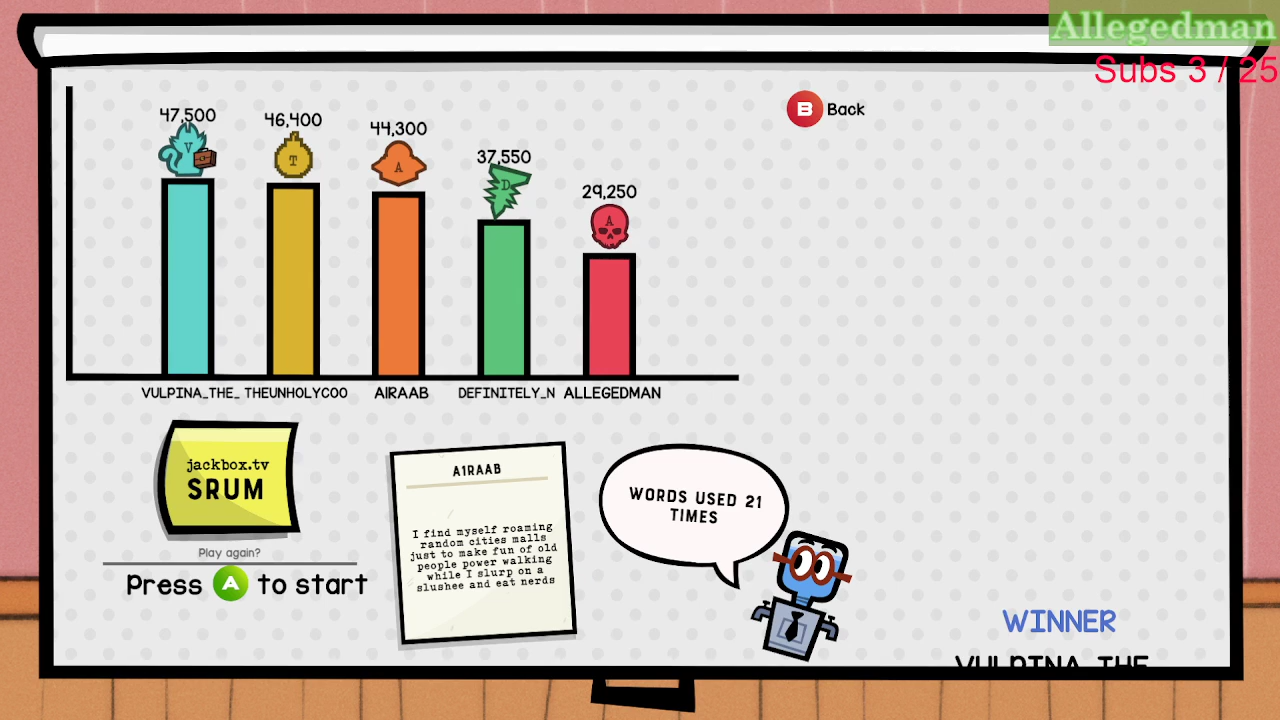 Allegedman
Subs 3 / 25
B Back
47,500
46,400
44,300
37,550
29,250
V
T
A
D
A
VULPINA_THE_ THEUNHOLYCOO AIRAAB DEFINITELY_N ALLEGEDMAN
jackbox.tv
SRUM
Play again?
Press A to start
A1RAAB
I find myself roaming
random cities malls
just to make fun of old
people power walking
while I slurp on a
slushee and eat nerds
WORDS USED 21
TIMES
WINNER
VULPINA_THE